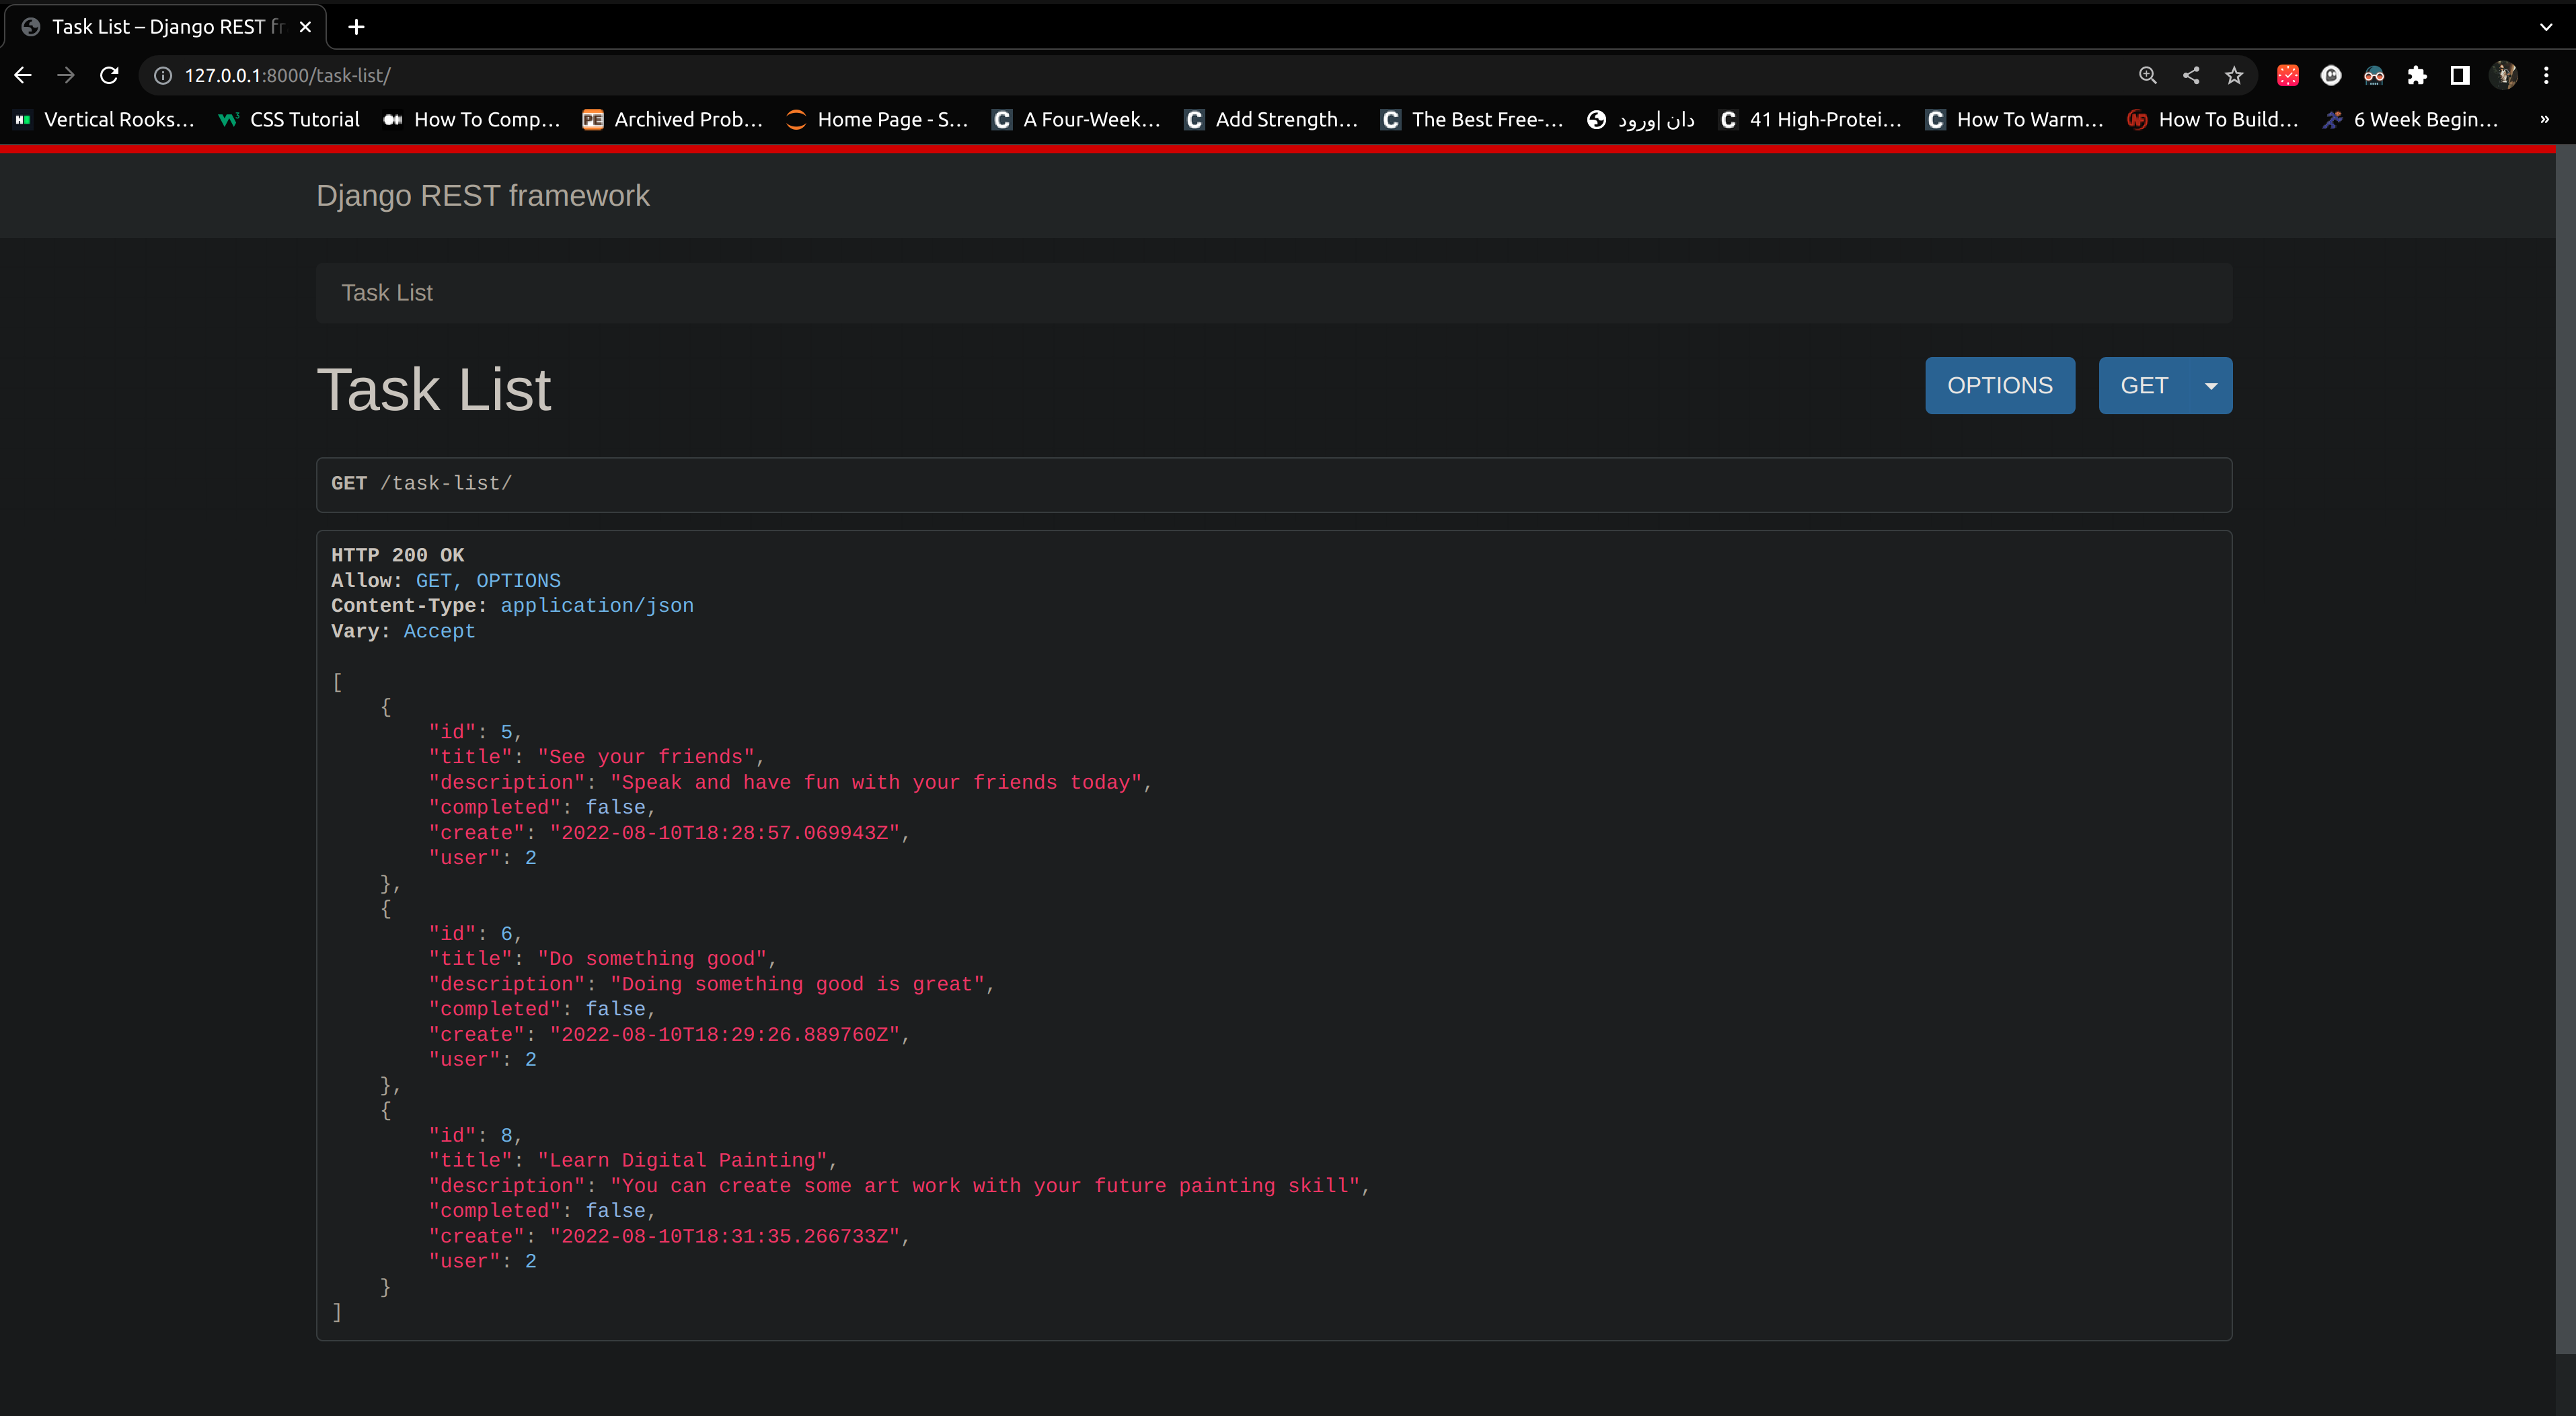 Task List – Django REST fr
127.0.0.1:8000/task-list/
Vertical Rooks... CSS Tutorial How To Comp... PE Archived Prob... Home Page - S... C A Four-Week... C Add Strength... C The Best Free-... دان |ورود C 41 High-Protei... C How To Warm... How To Build... 6 Week Begin... »
Django REST framework
Task List
Task List
OPTIONS GET
GET /task-list/
HTTP 200 OK
Allow: GET, OPTIONS
Content-Type: application/json
Vary: Accept
[
{
"id": 5,
"title": "See your friends",
"description": "Speak and have fun with your friends today",
"completed": false,
"create": "2022-08-10T18:28:57.069943Z",
"user": 2
},
{
"id": 6,
"title": "Do something good",
"description": "Doing something good is great",
"completed": false,
"create": "2022-08-10T18:29:26.889760Z",
"user": 2
},
{
"id": 8,
"title": "Learn Digital Painting",
"description": "You can create some art work with your future painting skill",
"completed": false,
"create": "2022-08-10T18:31:35.266733Z",
"user": 2
}
]